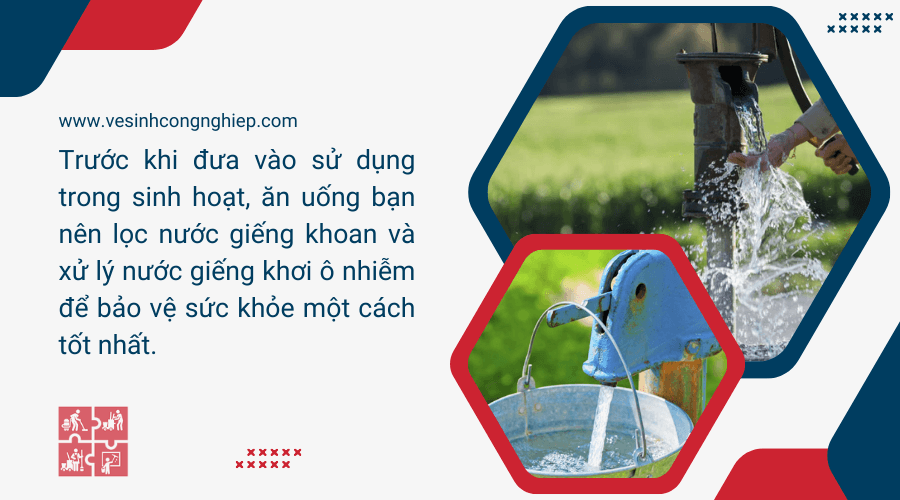 www.vesinhcongnghiep.com
Trước khi đưa vào sử dụng
trong sinh hoạt, ăn uống bạn
nên lọc nước giếng khoan và
xử lý nước giếng khơi ô nhiễm
để bảo vệ sức khỏe một cách
tốt nhất.